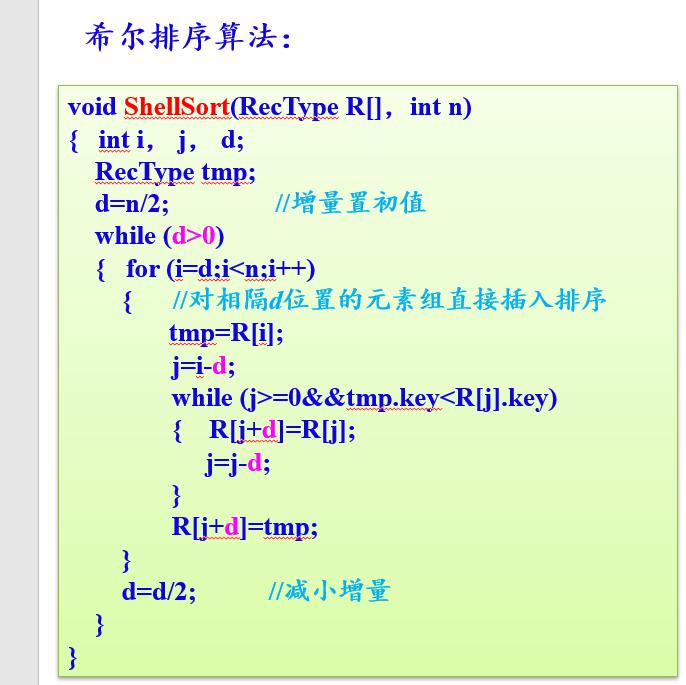 希尔排序算法：
void ShellSort(RecType R[]，int n)
{ int i， j， d;
RecType tmp;
d=n/2; //增量置初值
while (d>0)
{ for (i=d;i<n;i++)
{ //对相隔d位置的元素组直接插入排序
tmp=R[i];
j=i-d;
while (j>=0&&tmp.key<R[j].key)
{ R[j+d]=R[j];
j=j-d;
}
R[j+d]=tmp;
}
d=d/2; //减小增量
}
}